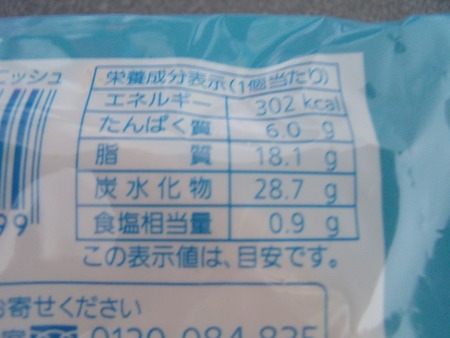 ニッシュ
栄養成分表示(1個当たり)
エネルギー 302 kcal
たんぱく質 6.0 g
脂質 18.1 g
炭水化物 28.7 g
食塩相当量 0.9 g
この表示値は、目安です。
99
お寄せください
0120-084-835